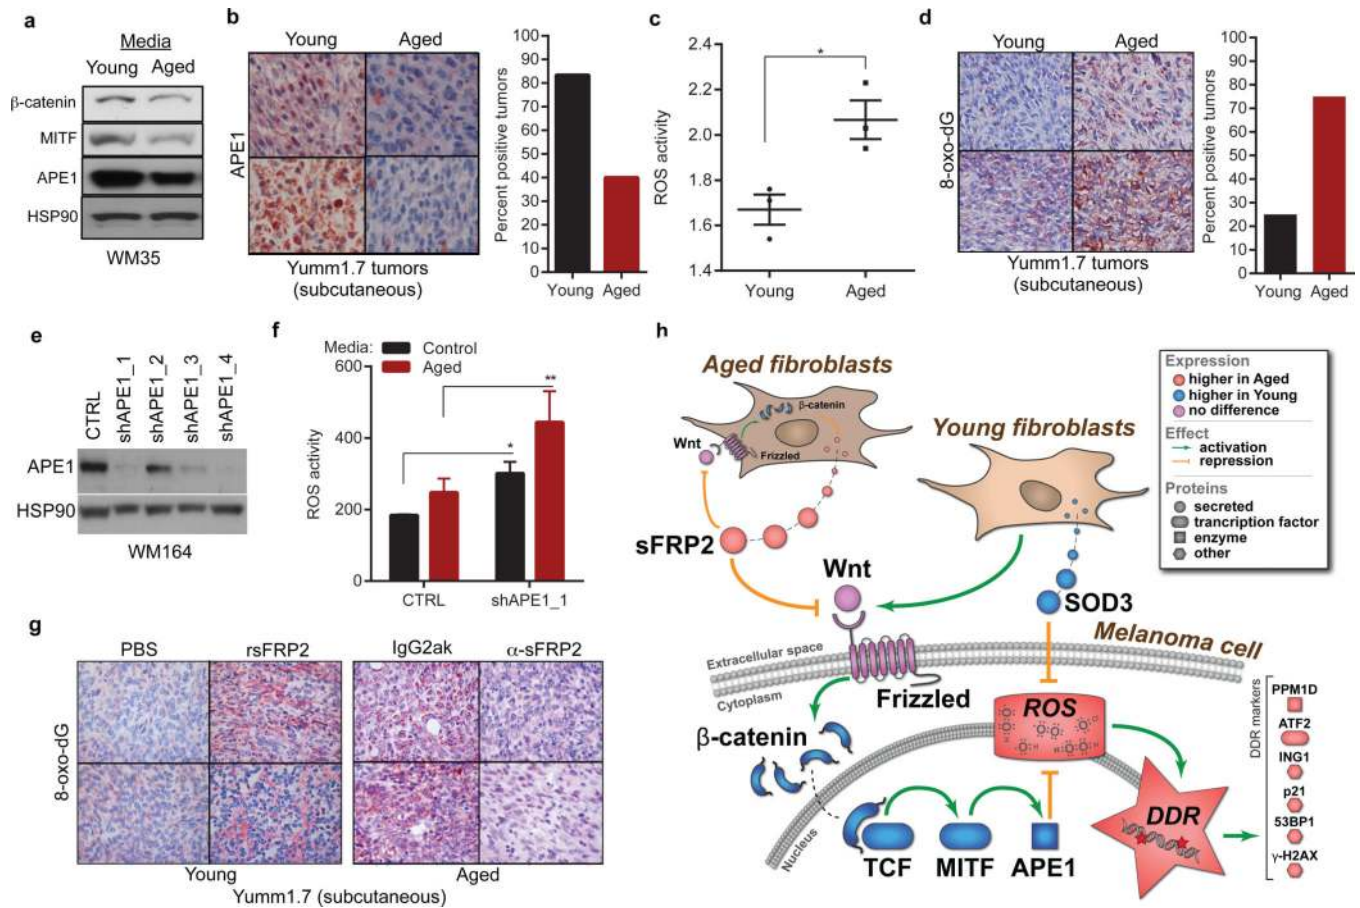 a
Media
Young Aged
β-catenin
MITF
APE1
HSP90
WM35
b
Young Aged
APE1
Yumm1.7 tumors
(subcutaneous)
Percent positive tumors
100
90
80
70
60
50
40
30
20
10
0
Young Aged
c
ROS activity
2.4
2.2
2.0
1.8
1.6
1.4
*
Young Aged
d
Young Aged
8-oxo-dG
Yumm1.7 tumors
(subcutaneous)
Percent positive tumors
100
90
80
70
60
50
40
30
20
10
0
Young Aged
e
CTRL
shAPE1_1
shAPE1_2
shAPE1_3
shAPE1_4
APE1
HSP90
WM164
f
Media: Control
Aged
ROS activity
600
400
200
0
*
**
CTRL shAPE1_1
g
PBS rsFRP2 IgG2ak α-sFRP2
8-oxo-dG
Young Aged
Yumm1.7 (subcutaneous)
h
Aged fibroblasts
β-catenin
Wnt
Frizzled
Young fibroblasts
sFRP2
Wnt
SOD3
Melanoma cell
Extracellular space
Cytoplasm
Frizzled
β-catenin
ROS
Nucleus
TCF MITF APE1
DDR
DDR markers
PPM1D
ATF2
ING1
p21
53BP1
γ-H2AX
Expression
higher in Aged
higher in Young
no difference
Effect
activation
repression
Proteins
secreted
trancription factor
enzyme
other